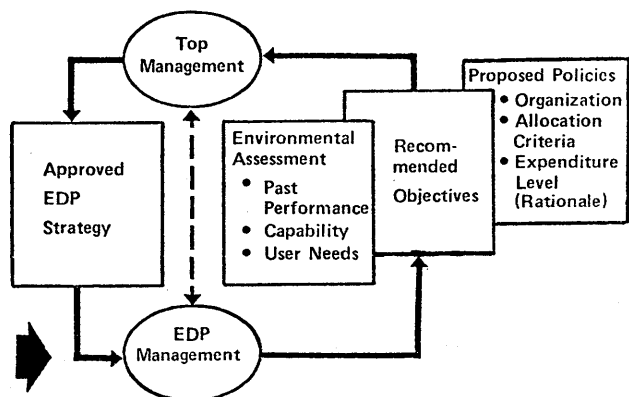 Top
Management
Approved
EDP
Strategy
Environmental
Assessment
• Past
Performance
• Capability
• User Needs
Recom-
mended
Objectives
Proposed Policies
• Organization
• Allocation
Criteria
• Expenditure
Level
(Rationale)
EDP
Management